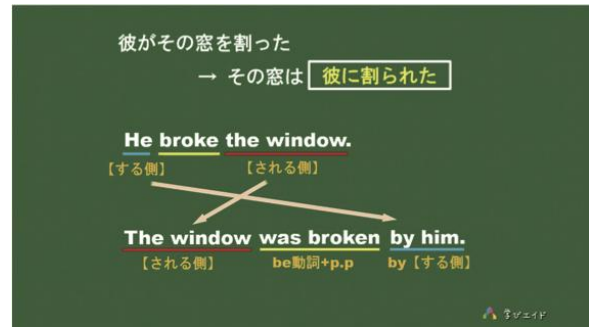 彼がその窓を割った
→ その窓は 彼に割られた
He broke the window.
【する側】 【される側】
The window was broken by him.
【される側】 be動詞+p.p by【する側】
学びエイド